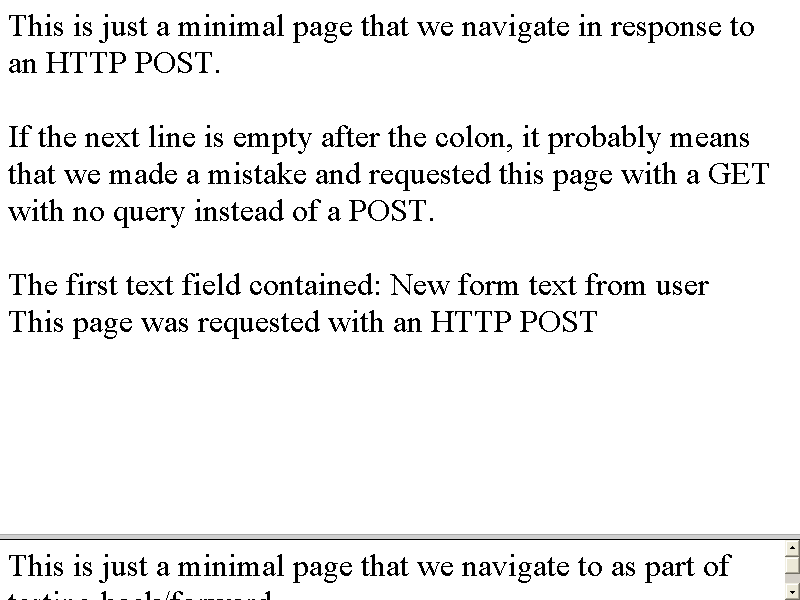 This is just a minimal page that we navigate in response to
an HTTP POST.
If the next line is empty after the colon, it probably means
that we made a mistake and requested this page with a GET
with no query instead of a POST.
The first text field contained: New form text from user
This page was requested with an HTTP POST
This is just a minimal page that we navigate to as part of
testing back/forward.